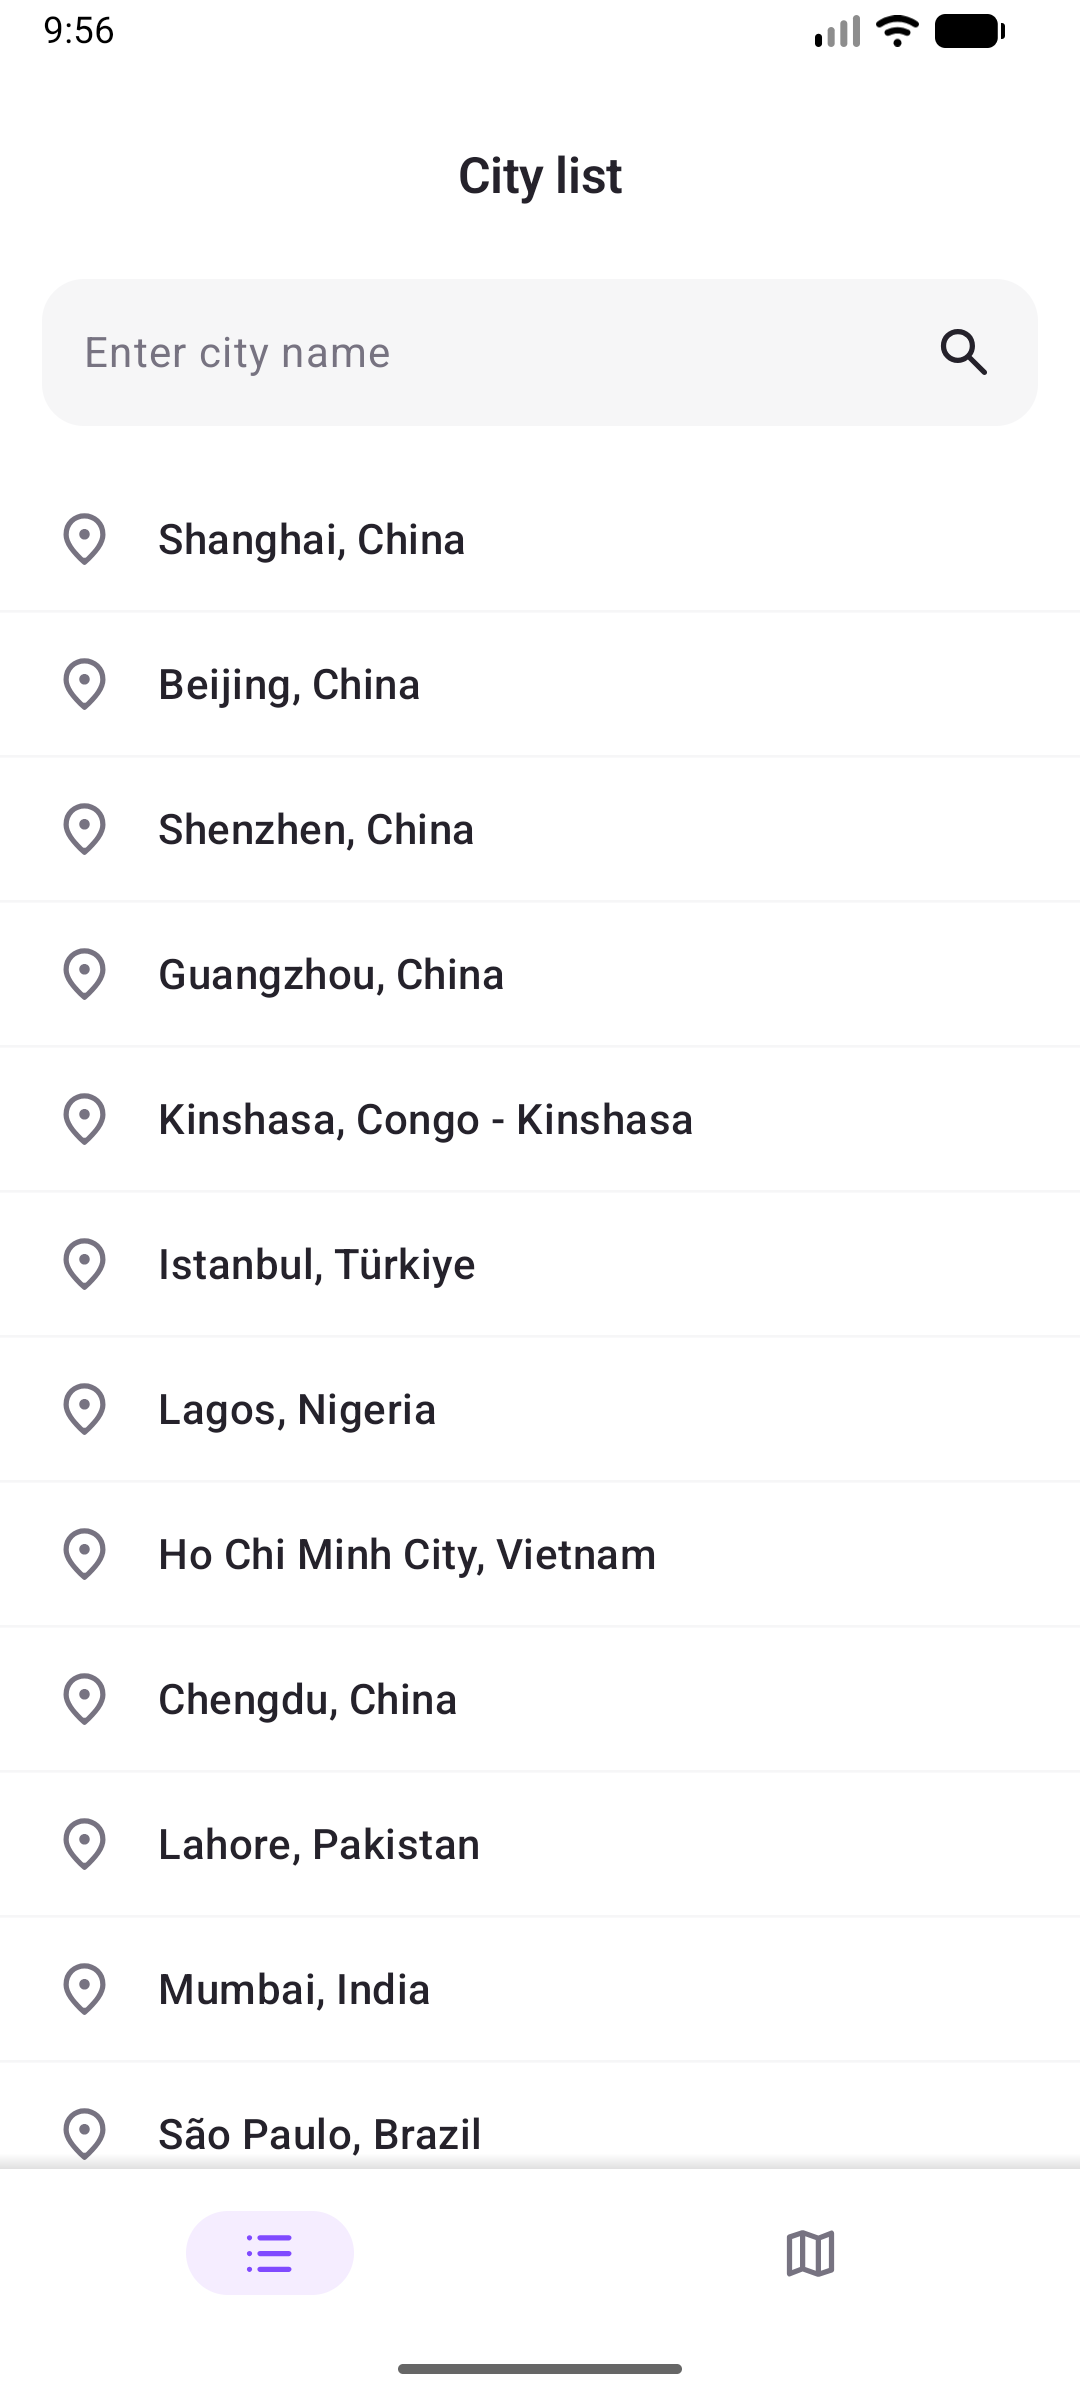 9:56
City list
Enter city name
Shanghai, China
Beijing, China
Shenzhen, China
Guangzhou, China
Kinshasa, Congo - Kinshasa
Istanbul, Türkiye
Lagos, Nigeria
Ho Chi Minh City, Vietnam
Chengdu, China
Lahore, Pakistan
Mumbai, India
São Paulo, Brazil